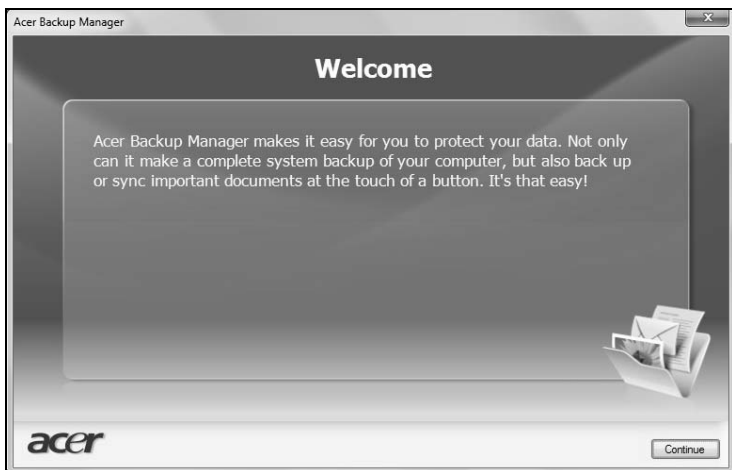 Acer Backup Manager
x
Welcome
Acer Backup Manager makes it easy for you to protect your data. Not only
can it make a complete system backup of your computer, but also back up
or sync important documents at the touch of a button. It's that easy!
acer
Continue